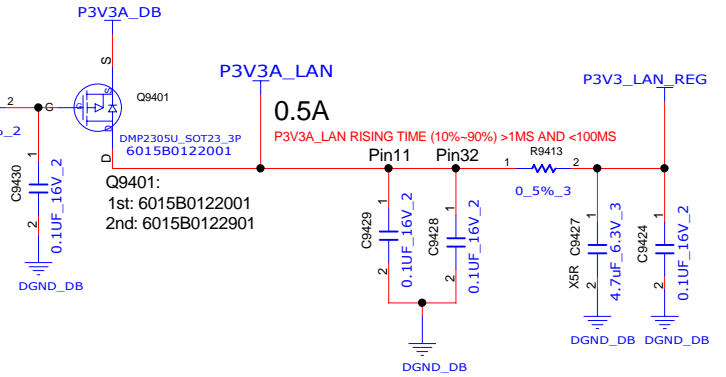 P3V3A_DB
S
S
Q9401
2
G
G
D
D
DMP2305U_SOT23_3P
6015B0122001
_2
1
C9430
2
0.1UF_16V_2
DGND_DB
Q9401:
1st: 6015B0122001
2nd: 6015B0122901
P3V3A_LAN
0.5A
P3V3A_LAN RISING TIME (10%~90%) >1MS AND <100MS
Pin11
Pin32
1
R9413
2
0_5%_3
P3V3_LAN_REG
1
C9429
2
0.1UF_16V_2
1
C9428
2
0.1UF_16V_2
DGND_DB
1
C9427
X5R
2
4.7uF_6.3V_3
DGND_DB
1
C9424
2
0.1UF_16V_2
DGND_DB